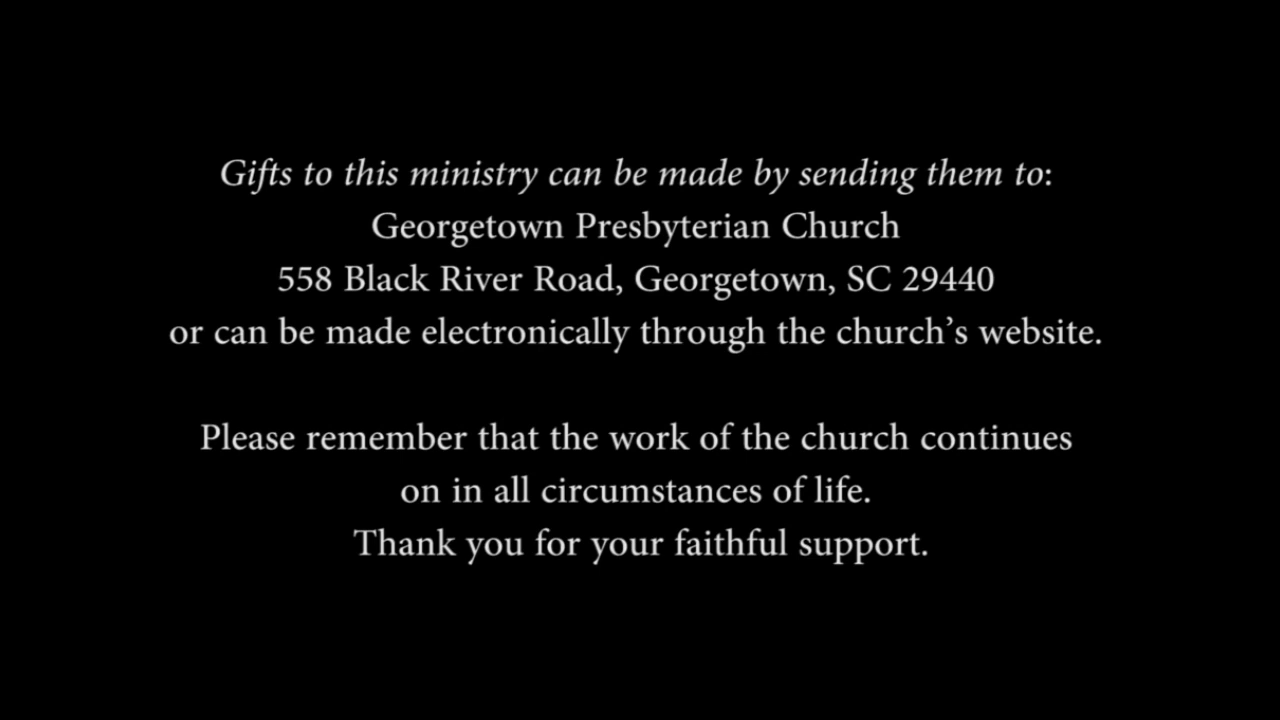 Gifts to this ministry can be made by sending them to:
Georgetown Presbyterian Church
558 Black River Road, Georgetown, SC 29440
or can be made electronically through the church’s website.
Please remember that the work of the church continues
on in all circumstances of life.
Thank you for your faithful support.